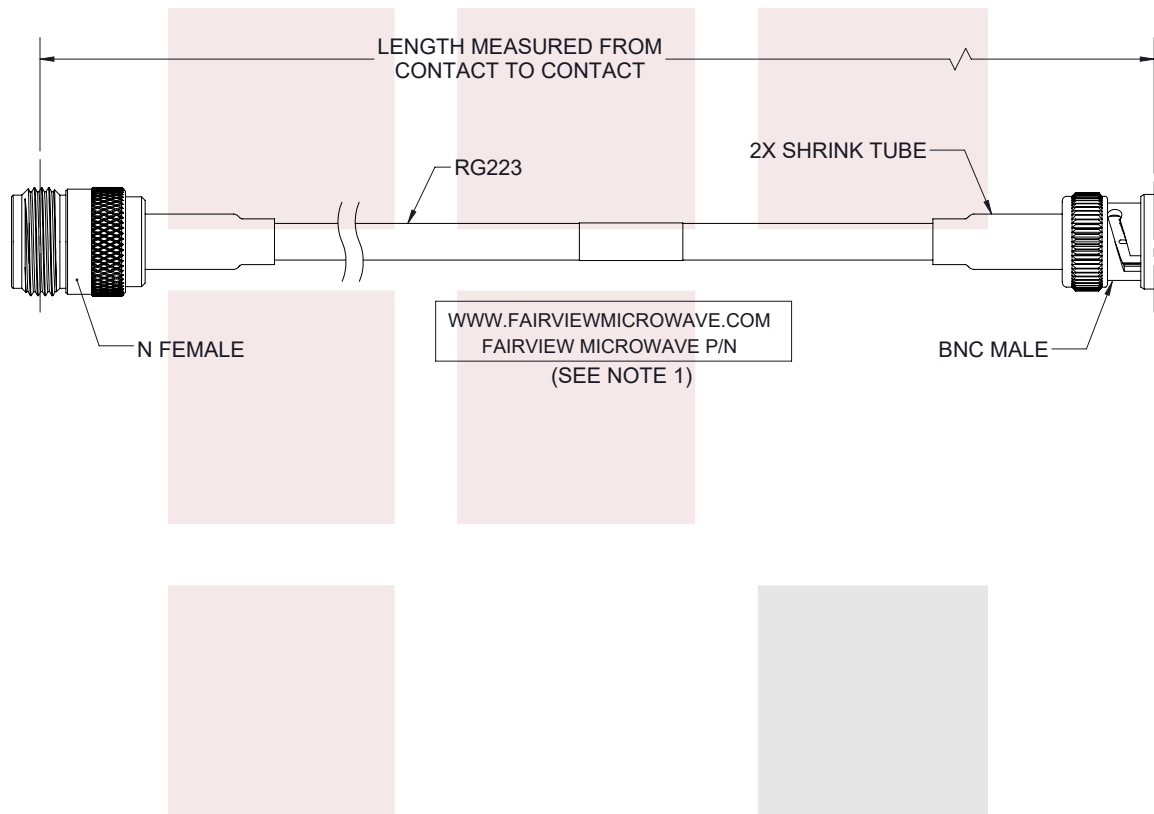 LENGTH MEASURED FROM
CONTACT TO CONTACT
2X SHRINK TUBE
RG223
N FEMALE
WWW.FAIRVIEWMICROWAVE.COM
FAIRVIEW MICROWAVE P/N
(SEE NOTE 1)
BNC MALE